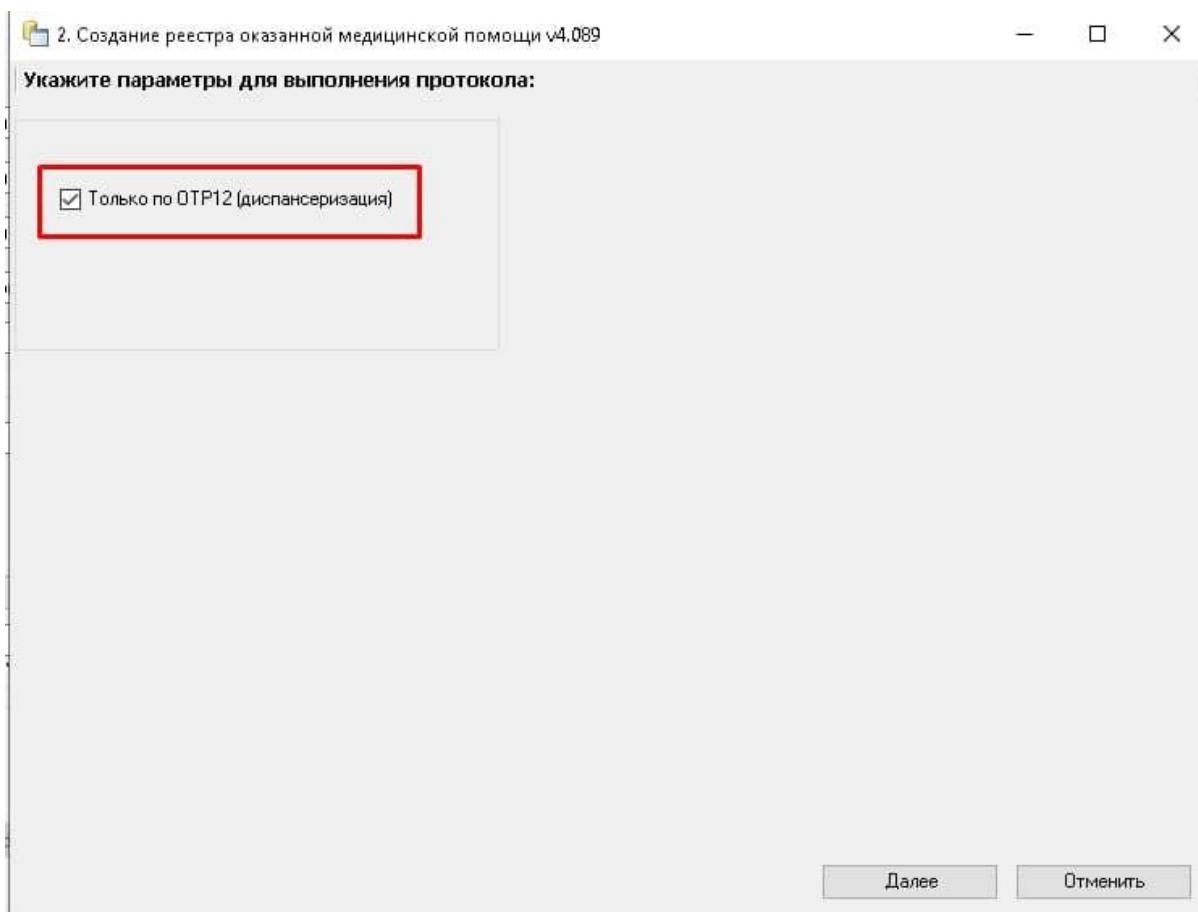 2. Создание реестра оказанной медицинской помощи v4.089
Укажите параметры для выполнения протокола:
Только по ОТР12 (диспансеризация)
Далее
Отменить